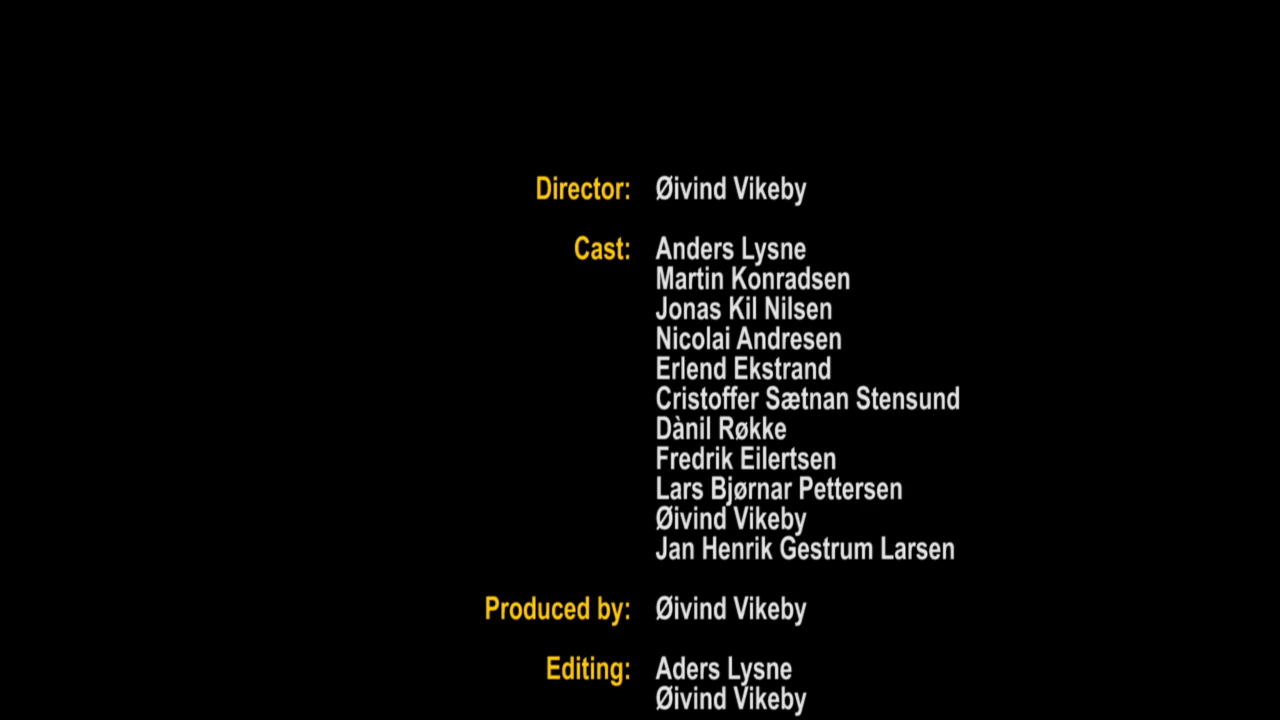 Director: Øivind Vikeby
Cast: Anders Lysne
Martin Konradsen
Jonas Kil Nilsen
Nicolai Andresen
Erlend Ekstrand
Cristoffer Sætnan Stensund
Dànil Røkke
Fredrik Eilertsen
Lars Bjørnar Pettersen
Øivind Vikeby
Jan Henrik Gestrum Larsen
Produced by: Øivind Vikeby
Editing: Aders Lysne
Øivind Vikeby